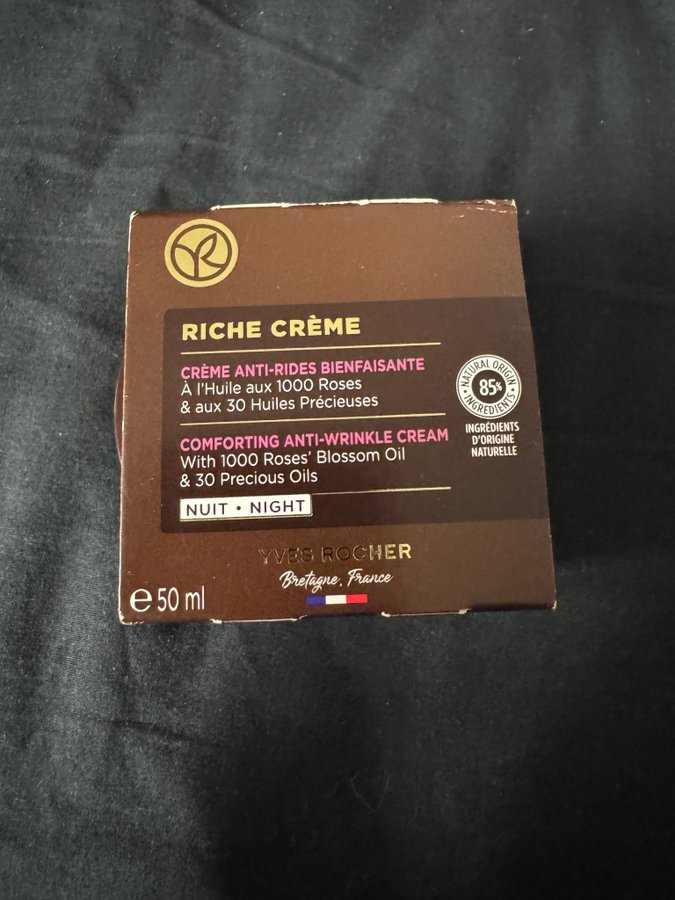 RICHE CRÈME
CRÈME ANTI-RIDES BIENFAISANTE
À l'Huile aux 1000 Roses
& aux 30 Huiles Précieuses
COMFORTING ANTI-WRINKLE CREAM
With 1000 Roses' Blossom Oil
& 30 Precious Oils
NUIT • NIGHT
NATURAL ORIGIN
85%
INGREDIENTS
INGRÉDIENTS
D'ORIGINE
NATURELLE
YVES ROCHER
Bretagne, France
e 50 ml